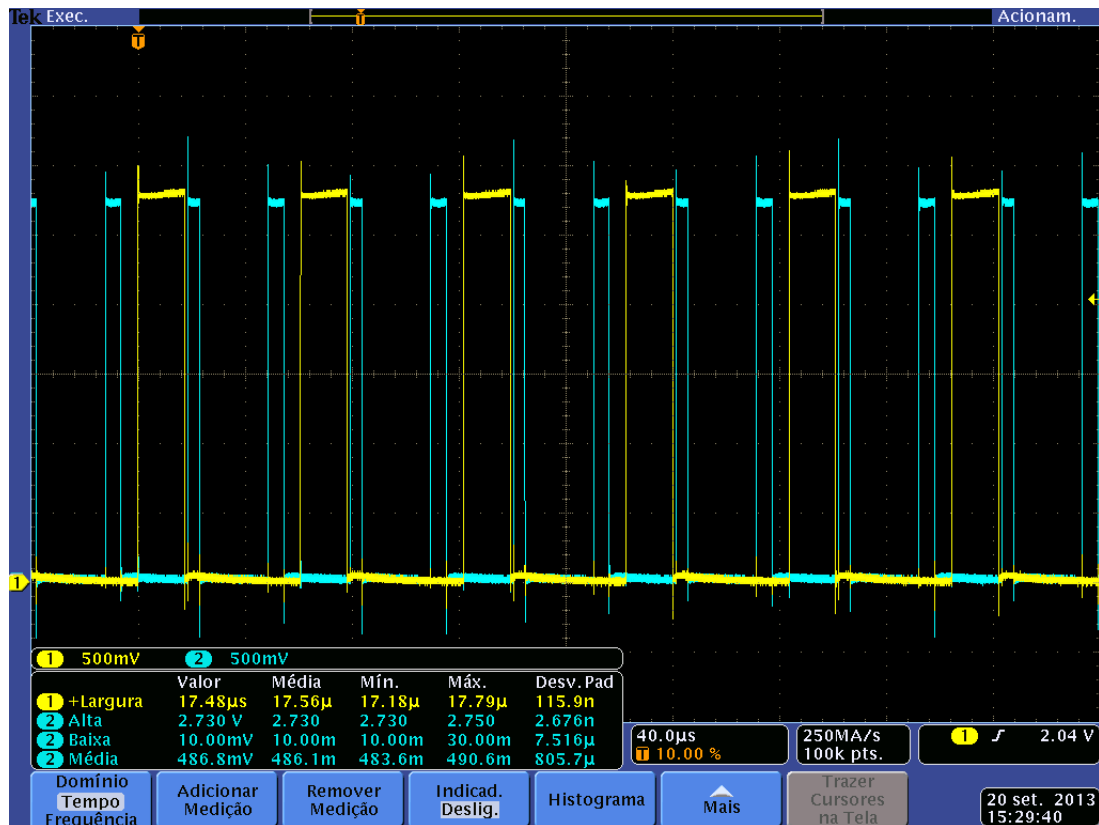 Tek Exec. Acionam.
T
T
1
1 500mV 2 500mV
Valor Média Mín. Máx. Desv.Pad
1 +Largura 17.48µs 17.56µ 17.18µ 17.79µ 115.9n
2 Alta 2.730 V 2.730 2.730 2.750 2.676n
2 Baixa 10.00mV 10.00m 10.00m 30.00m 7.516µ
2 Média 486.8mV 486.1m 483.6m 490.6m 805.7µ
40.0µs
T 10.00 %
250MA/s
100k pts.
1 2.04 V
Domínio
Tempo
Frequência
Adicionar
Medição
Remover
Medição
Indicad.
Deslig.
Histograma
Mais
Trazer
Cursores
na Tela
20 set. 2013
15:29:40